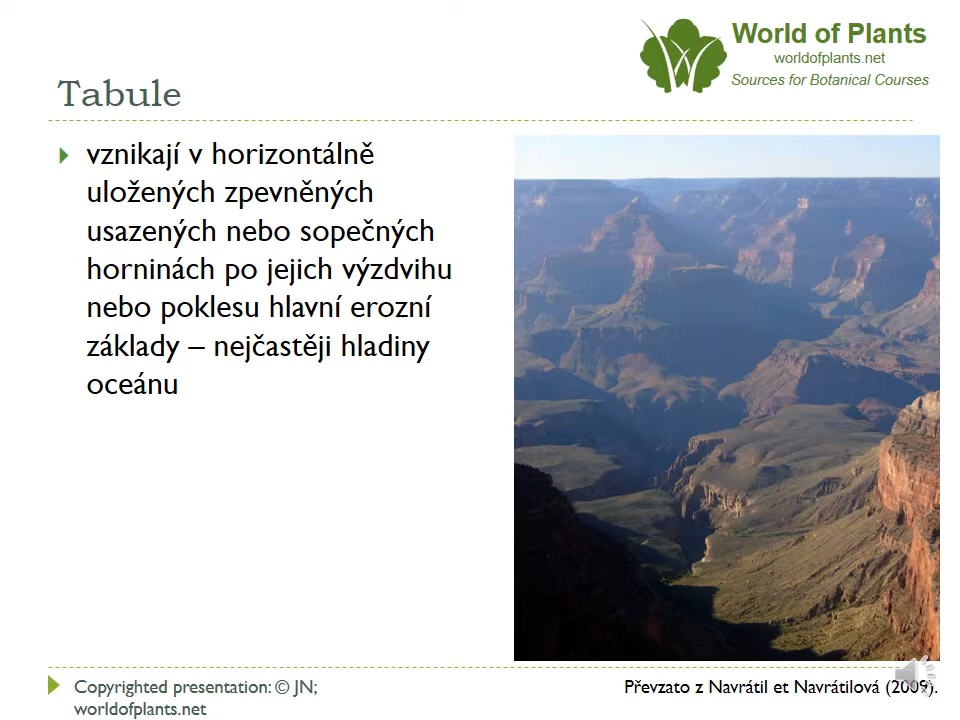 World of Plants
worldofplants.net
Sources for Botanical Courses
Tabule
vznikají v horizontálně
uložených zpevněných
usazených nebo sopečných
horninách po jejich výzdvihu
nebo poklesu hlavní erozní
základy – nejčastěji hladiny
oceánu
Copyrighted presentation: © JN;
worldofplants.net
Převzato z Navrátil et Navrátilová (2009).